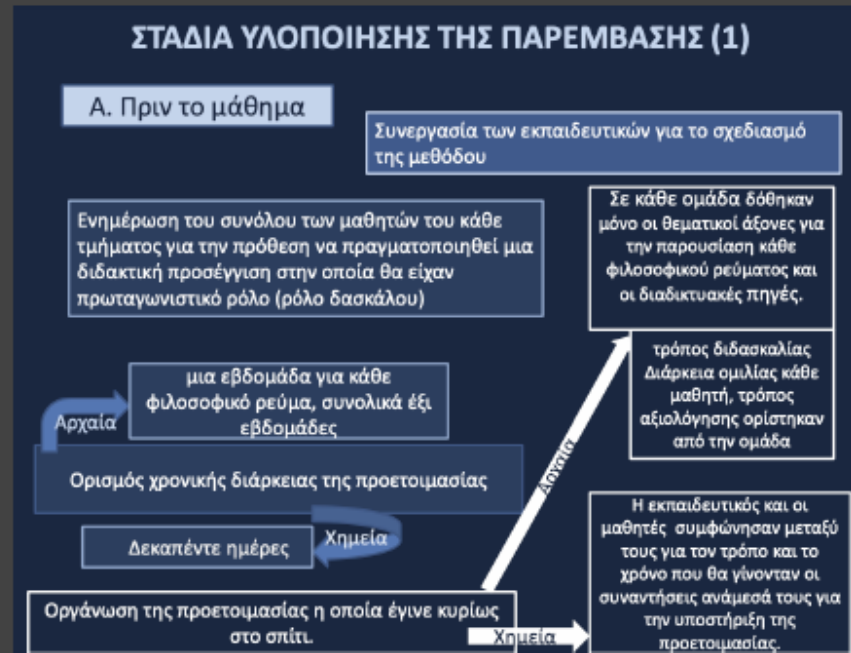 ΣΤΑΔΙΑ ΥΛΟΠΟΙΗΣΗΣ ΤΗΣ ΠΑΡΕΜΒΑΣΗΣ (1)
Α. Πριν το μάθημα
Συνεργασία των εκπαιδευτικών για το σχεδιασμό
της μεθόδου
Ενημέρωση του συνόλου των μαθητών του κάθε
τμήματος για την πρόθεση να πραγματοποιηθεί μια
διδακτική προσέγγιση στην οποία θα είχαν
πρωταγωνιστικό ρόλο (ρόλο δασκάλου)
Σε κάθε ομάδα δόθηκαν
μόνο οι θεματικοί άξονες για
την παρουσίαση κάθε
φιλοσοφικού ρεύματος και
οι διαδικτυακές πηγές.
τρόπος διδασκαλίας
Διάρκεια ομιλίας κάθε
μαθητή, τρόπος
αξιολόγησης ορίστηκαν
από την ομάδα
μια εβδομάδα για κάθε
φιλοσοφικό ρεύμα, συνολικά έξι
εβδομάδες
Αρχαία
Ορισμός χρονικής διάρκειας της προετοιμασίας
Δεκαπέντε ημέρες
Χημεία
Αρχαία
Οργάνωση της προετοιμασίας η οποία έγινε κυρίως
στο σπίτι.
Χημεία
Η εκπαιδευτικός και οι
μαθητές συμφώνησαν μεταξύ
τους για τον τρόπο και το
χρόνο που θα γίνονταν οι
συναντήσεις ανάμεσά τους για
την υποστήριξη της
προετοιμασίας.